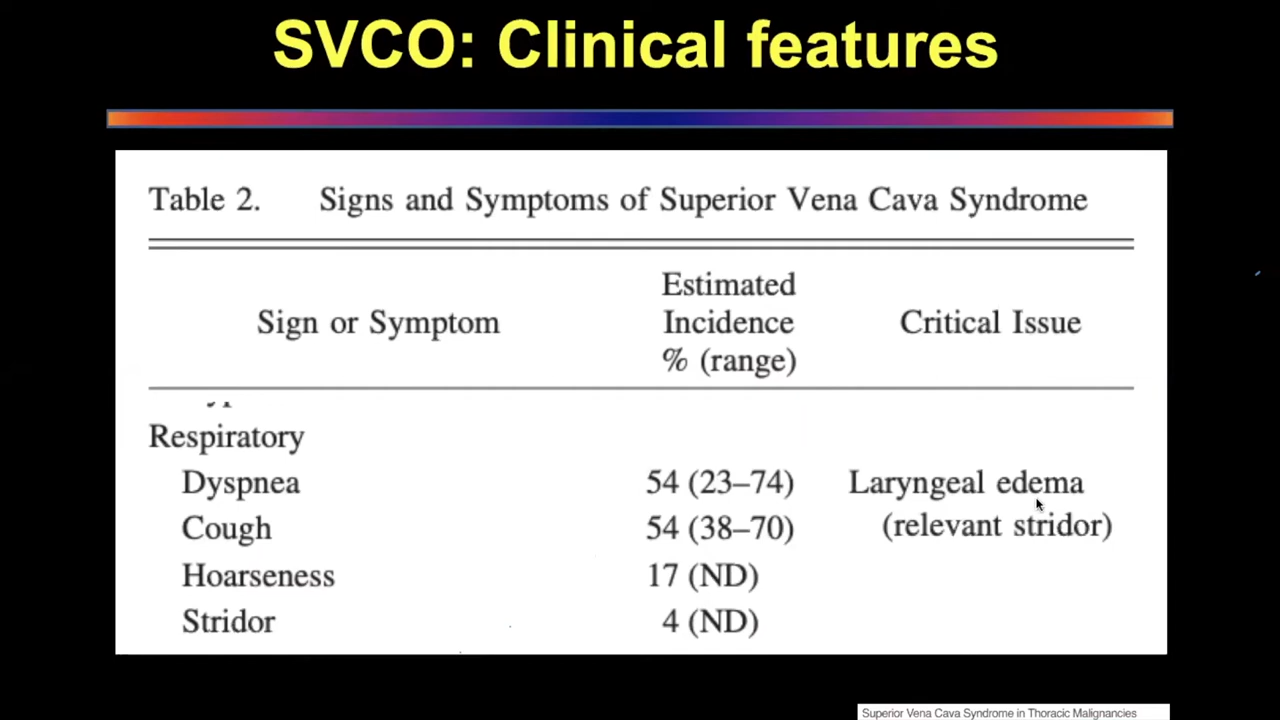 SVCO: Clinical features
Table 2. Signs and Symptoms of Superior Vena Cava Syndrome
Sign or Symptom
Estimated
Incidence
% (range)
Critical Issue
Respiratory
Dyspnea 54 (23–74) Laryngeal edema
Cough 54 (38–70) (relevant stridor)
Hoarseness 17 (ND)
Stridor 4 (ND)
Superior Vena Cava Syndrome in Thoracic Malignancies